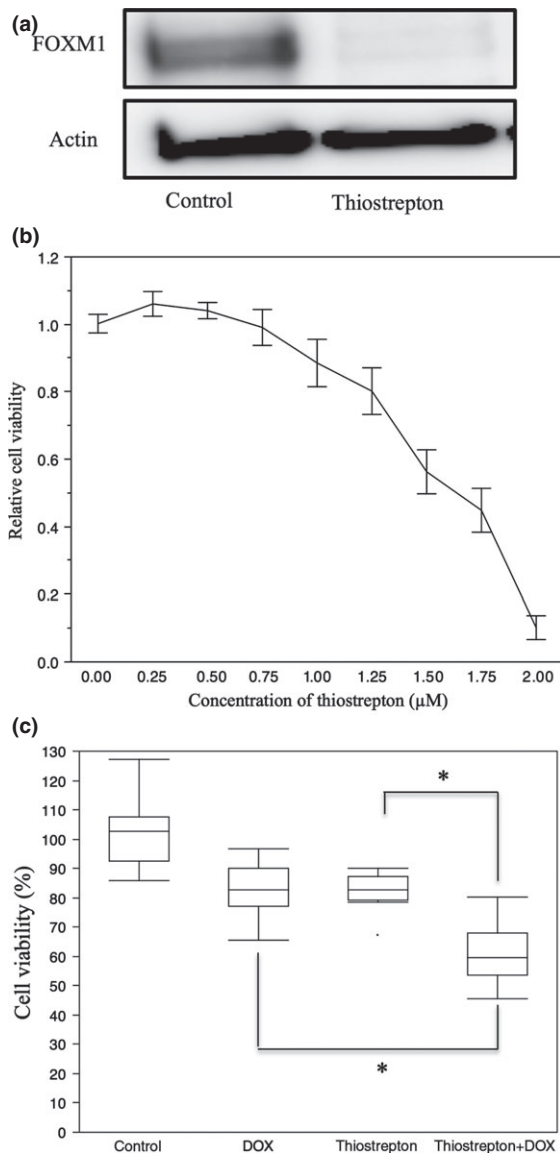 (a)
FOXM1
Actin
Control Thiostrepton
(b)
1.2
1.0
0.8
0.6
0.4
0.2
0.0
Relative cell viability
0.00 0.25 0.50 0.75 1.00 1.25 1.50 1.75 2.00
Concentration of thiostrepton (µM)
(c)
130
120
110
100
90
80
70
60
50
40
30
20
10
0
Cell viability (%)
*
*
Control DOX Thiostrepton Thiostrepton+DOX